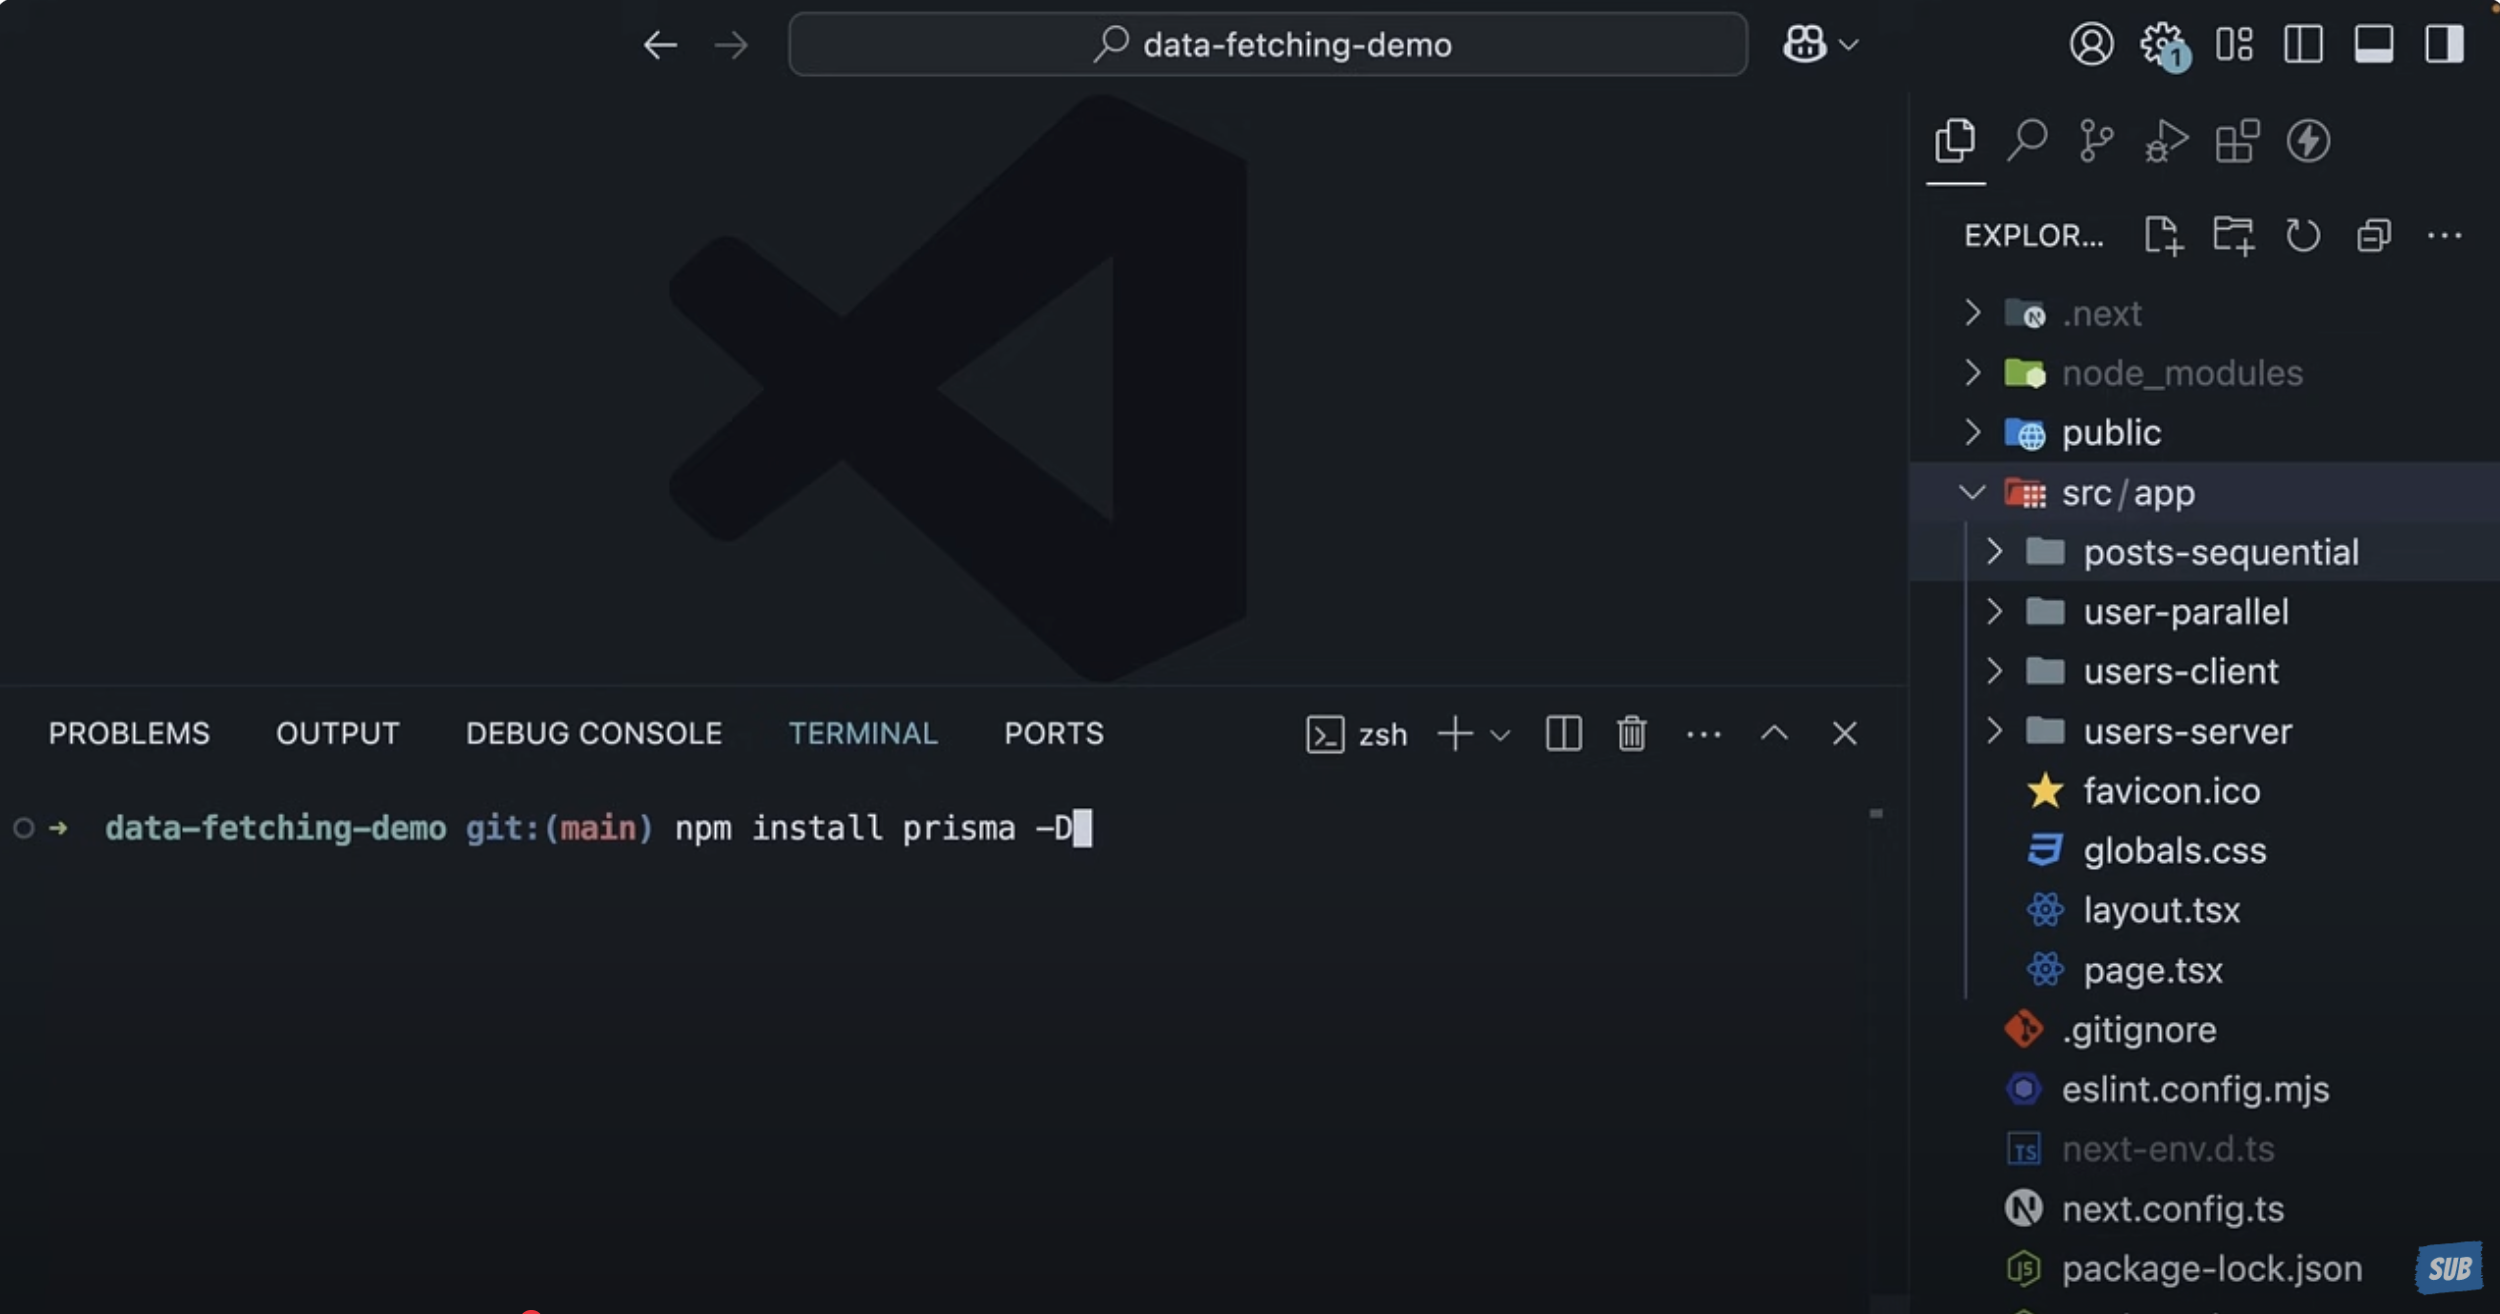 data-fetching-demo
1
EXPLOR...
.next
node_modules
public
src/app
posts-sequential
user-parallel
users-client
users-server
favicon.ico
globals.css
layout.tsx
page.tsx
.gitignore
eslint.config.mjs
TS next-env.d.ts
N next.config.ts
JS package-lock.json
PROBLEMS OUTPUT DEBUG CONSOLE TERMINAL PORTS zsh
data-fetching-demo git:(main) npm install prisma -D
SUB